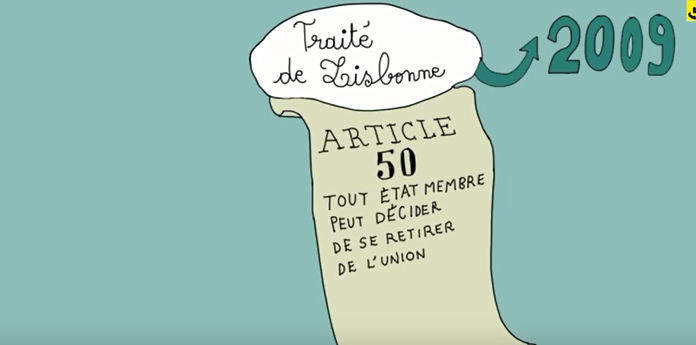 Traité
de Lisbonne
2009
ARTICLE
50
TOUT ÉTAT MEMBRE
PEUT DÉCIDER
DE SE RETIRER
DE L'UNION